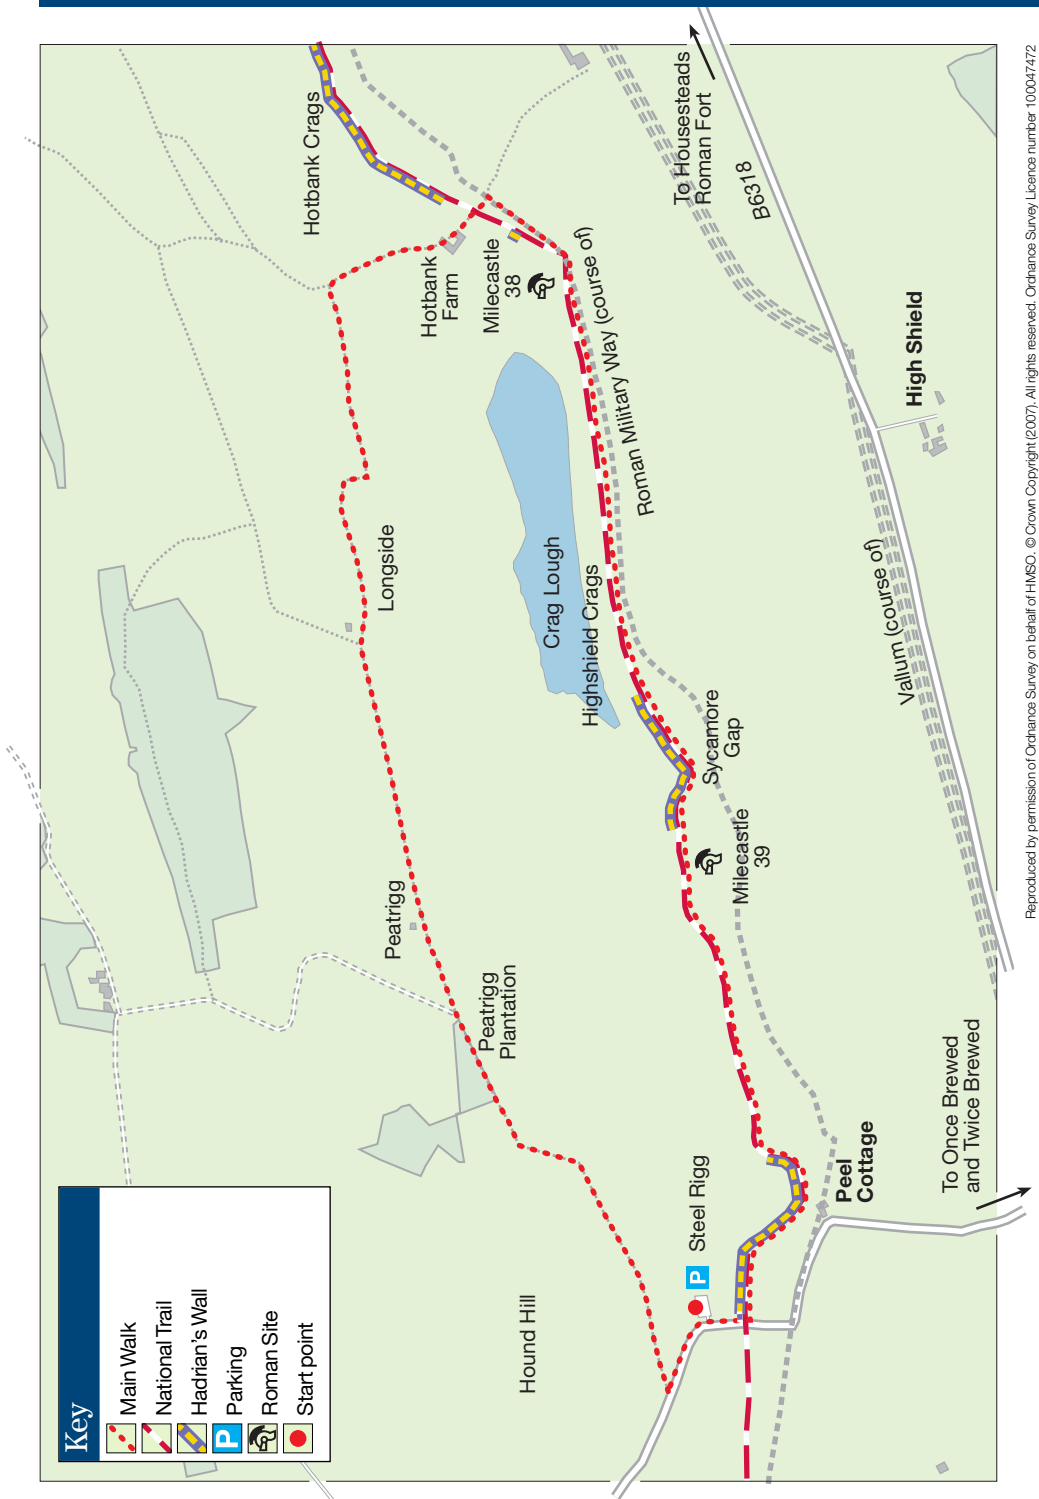 Key
Main Walk
National Trail
Hadrian's Wall
Parking
Roman Site
Start point
P
Hound Hill
P
Steel Rigg
Peel
Cottage
To Once Brewed
and Twice Brewed
Peatrigg
Plantation
Peatrigg
Milecastle
39
Sycamore
Gap
Highshield Crags
Crag Lough
Longside
Vallum (course of)
Roman Military Way (course of)
High Shield
Hotbank
Farm
Milecastle
38
Hotbank Crags
To Housesteads
Roman Fort
B6318
Reproduced by permission of Ordnance Survey on behalf of HMSO. © Crown Copyright (2007). All rights reserved. Ordnance Survey Licence number 100047472